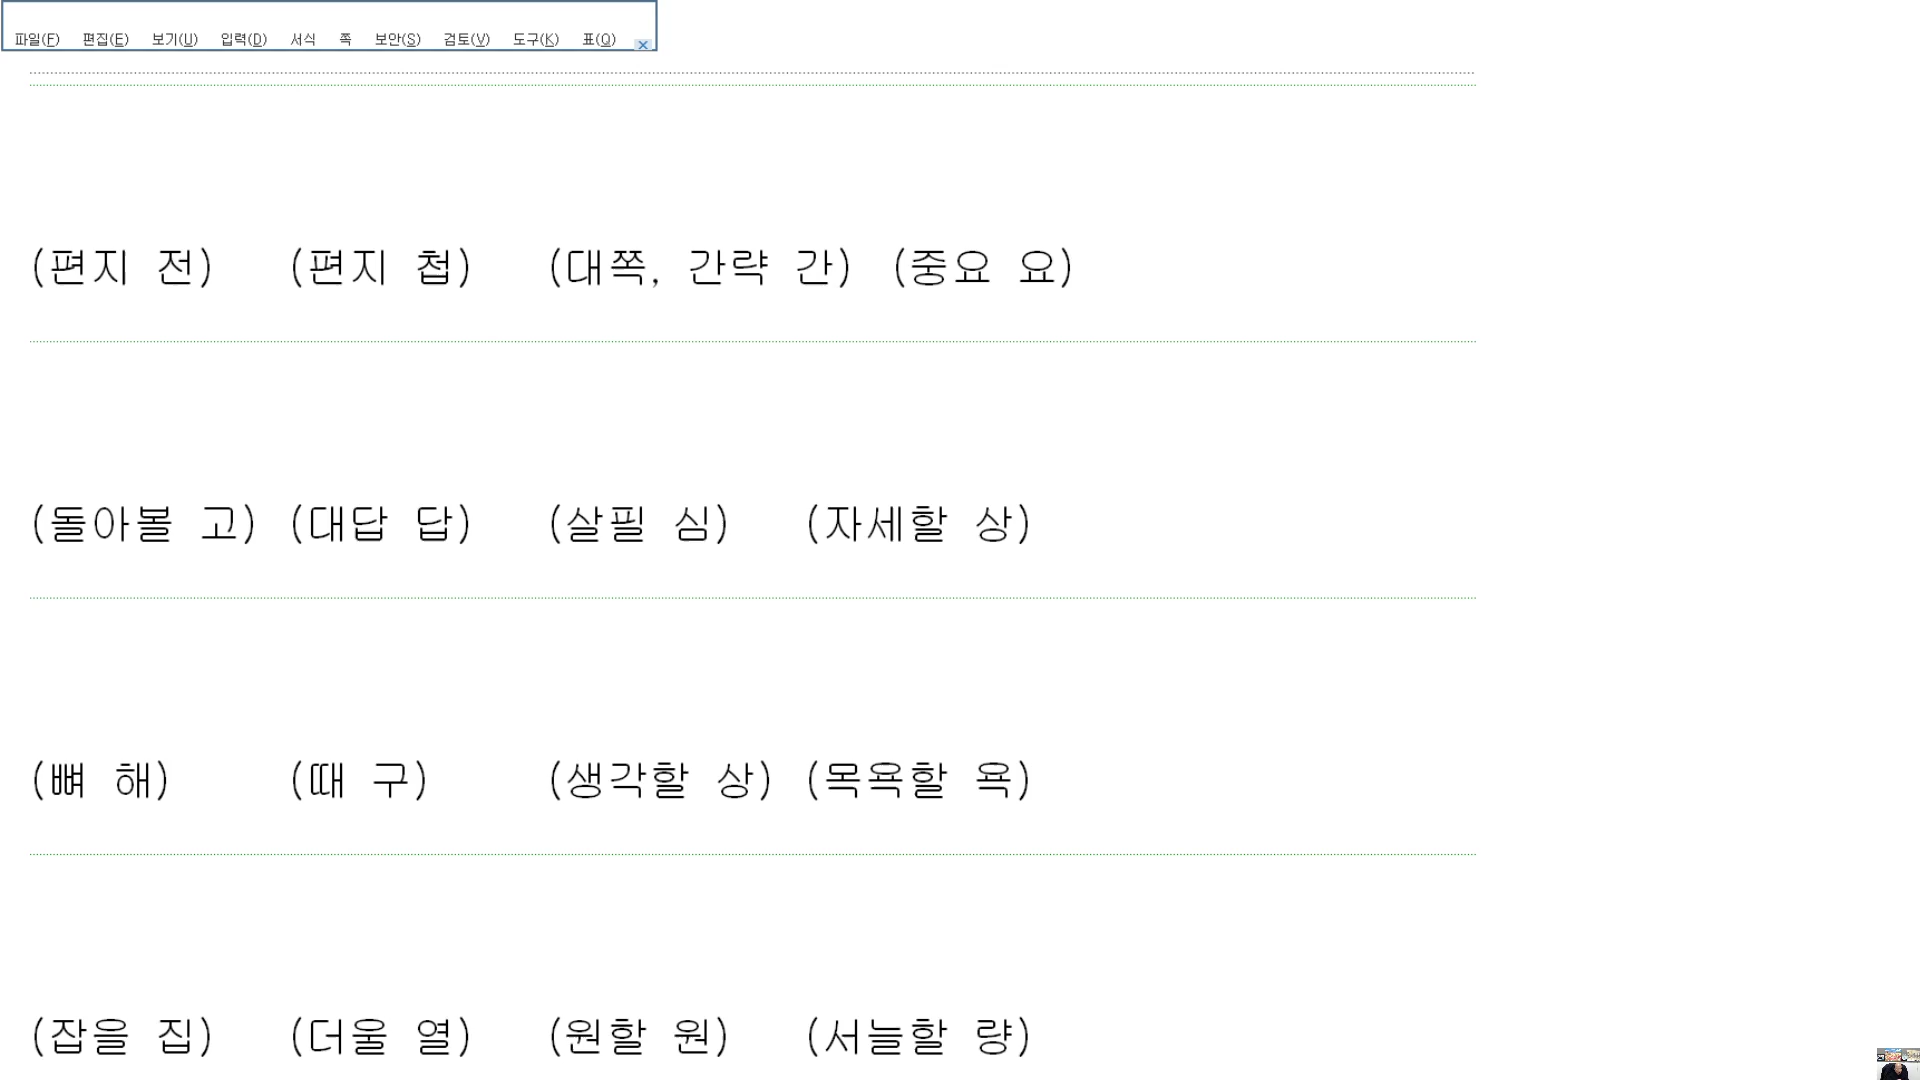 파일(F) 편집(E) 보기(U) 입력(D) 서식 쪽 보안(S) 검토(V) 도구(K) 표(Q)
(편지 전) (편지 첩) (대쪽, 간략 간) (중요 요)
(돌아볼 고) (대답 답) (살필 심) (자세할 상)
(뼈 해) (때 구) (생각할 상) (목욕할 욕)
(잡을 집) (더울 열) (원할 원) (서늘할 량)